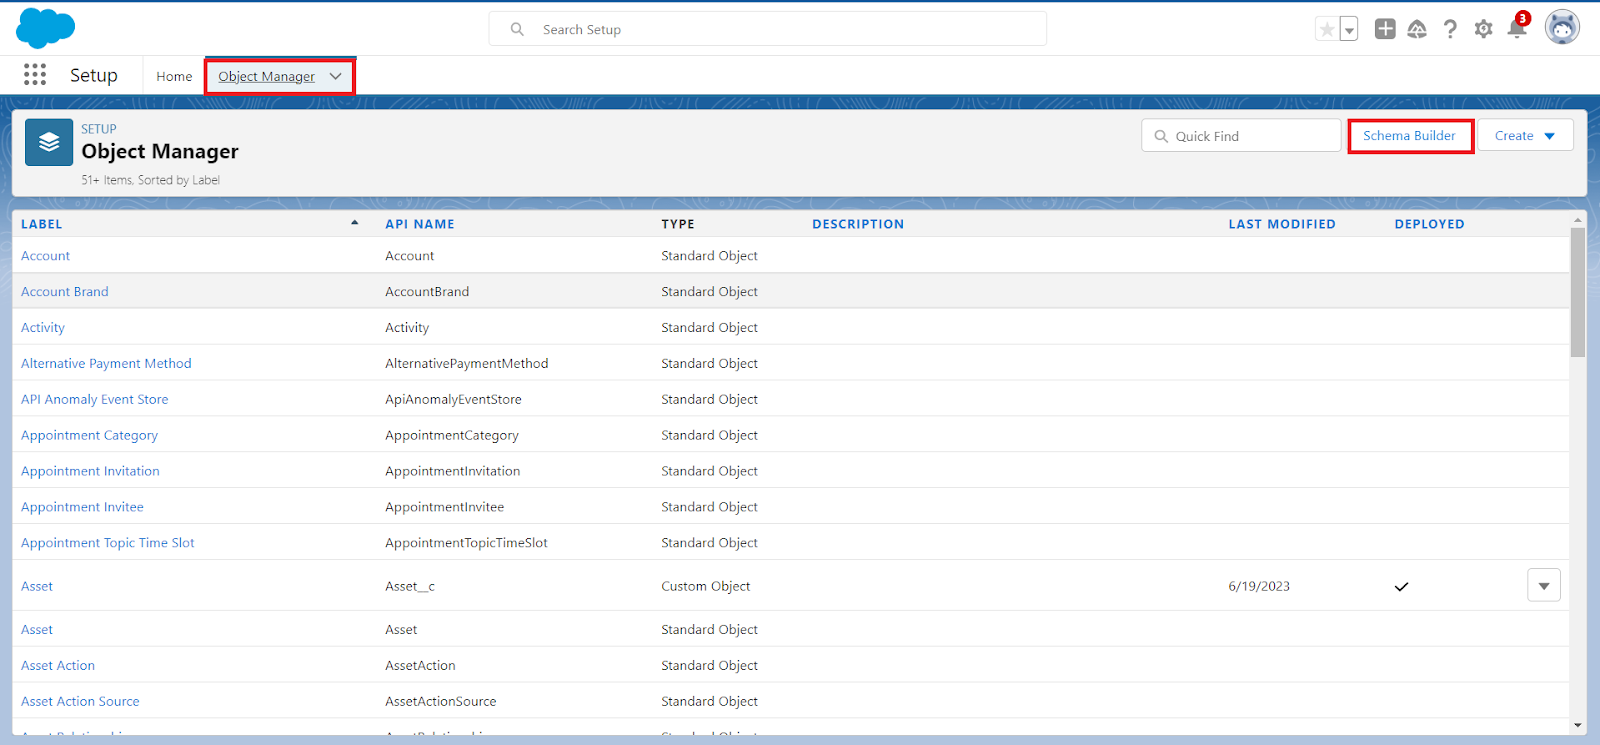 Search Setup
3
Setup Home Object Manager
SETUP
Object Manager
51+ Items, Sorted by Label
Quick Find
Schema Builder
Create
LABEL API NAME TYPE DESCRIPTION LAST MODIFIED DEPLOYED
Account Account Standard Object
Account Brand AccountBrand Standard Object
Activity Activity Standard Object
Alternative Payment Method AlternativePaymentMethod Standard Object
API Anomaly Event Store ApiAnomalyEventStore Standard Object
Appointment Category AppointmentCategory Standard Object
Appointment Invitation AppointmentInvitation Standard Object
Appointment Invitee AppointmentInvitee Standard Object
Appointment Topic Time Slot AppointmentTopicTimeSlot Standard Object
Asset Asset__c Custom Object 6/19/2023
Asset Asset Standard Object
Asset Action AssetAction Standard Object
Asset Action Source AssetActionSource Standard Object